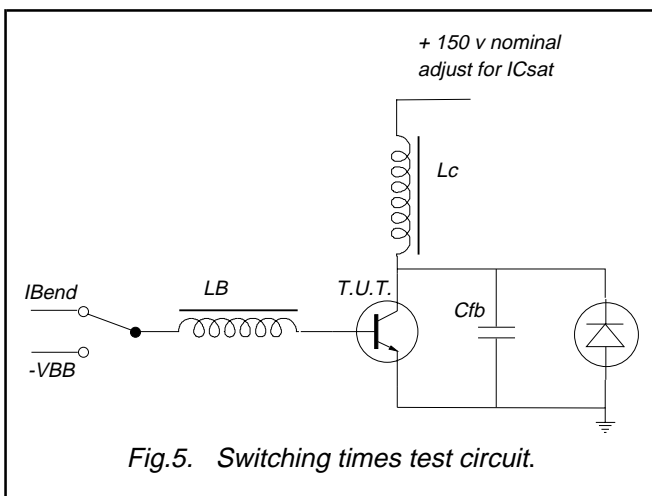 + 150 v nominal
adjust for ICsat
Lc
IBend
LB
T.U.T.
Cfb
-VBB
Fig.5. Switching times test circuit.